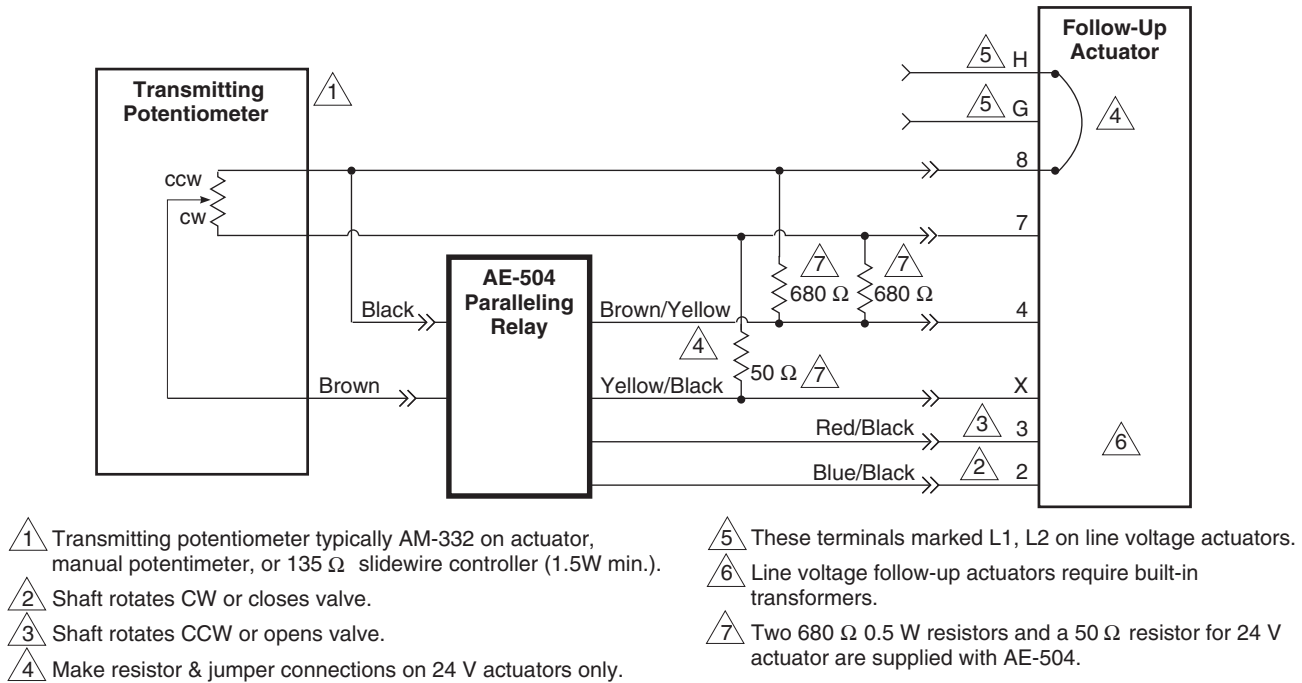 Follow-Up
Actuator
Transmitting
Potentiometer
1
5 H
5 G
4
8
CCW
CW
7
AE-504
Paralleling
Relay
7
7
680 Ω
680 Ω
Black
Brown/Yellow
4
4
50 Ω 7
Brown
Yellow/Black
X
Red/Black
3
3
6
Blue/Black
2
2
1 Transmitting potentiometer typically AM-332 on actuator,
manual potentimeter, or 135 Ω slidewire controller (1.5W min.).
2 Shaft rotates CW or closes valve.
3 Shaft rotates CCW or opens valve.
4 Make resistor & jumper connections on 24 V actuators only.
5 These terminals marked L1, L2 on line voltage actuators.
6 Line voltage follow-up actuators require built-in
transformers.
7 Two 680 Ω 0.5 W resistors and a 50 Ω resistor for 24 V
actuator are supplied with AE-504.